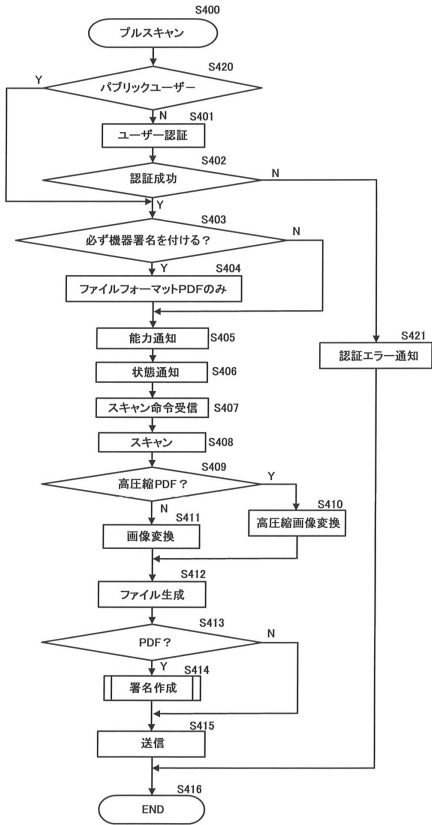 S400
プルスキャン
S420
Y
パブリックユーザー
N
S401
ユーザー認証
S402
認証成功
N
Y
S403
必ず機器署名を付ける?
N
Y
S404
ファイルフォーマットPDFのみ
能力通知
S405
S421
認証エラー通知
状態通知
S406
スキャン命令受信
S407
スキャン
S408
S409
高圧縮PDF?
Y
N
S410
高圧縮画像変換
S411
画像変換
S412
ファイル生成
S413
PDF?
N
Y
S414
署名作成
S415
送信
S416
END